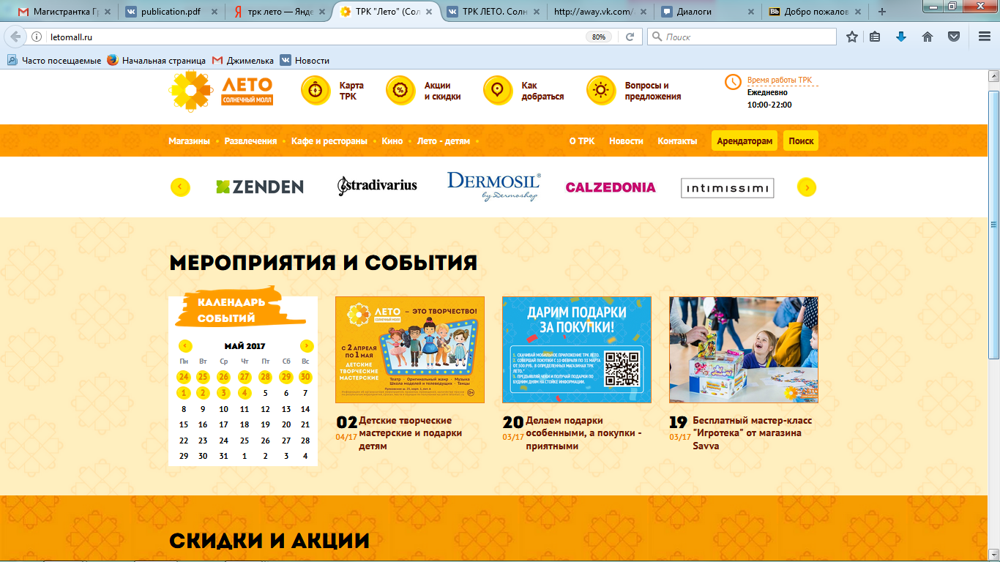 Магистрантка Гр
publication.pdf
трк лето — Янде
ТРК "Лето" (Сол
ТРК ЛЕТО. Солн
http://away.vk.com/
Диалоги
Добро пожалов
letomall.ru
80%
Поиск
Часто посещаемые
Начальная страница
Джимелька
Новости
ЛЕТО
СОЛНЕЧНЫЙ МОЛЛ
Карта
ТРК
Акции
и скидки
Как
добраться
Вопросы и
предложения
Время работы ТРК
Ежедневно
10:00-22:00
Магазины • Развлечения • Кафе и рестораны • Кино • Лето - детям •
О ТРК Новости Контакты Арендаторам Поиск
ZENDEN
stradivarius
DERMOSIL®
by Dermoshop
CALZEDONIA
intimissimi
МЕРОПРИЯТИЯ И СОБЫТИЯ
КАЛЕНДАРЬ
СОБЫТИЙ
МАЙ 2017
Пн Вт Ср Чт Пт Сб Вс
24 25 26 27 28 29 30
1 2 3 4 5 6 7
8 9 10 11 12 13 14
15 16 17 18 19 20 21
22 23 24 25 26 27 28
29 30 31 1 2 3 4
ЛЕТО – ЭТО ТВОРЧЕСТВО!
СОЛНЕЧНЫЙ МОЛЛ
С 2 АПРЕЛЯ
ПО 1 МАЯ
ДЕТСКИЕ
ТВОРЧЕСКИЕ
МАСТЕРСКИЕ
Театр · Оригинальный жанр · Музыка
Школа моделей и телеведущих · Танцы
0+
02
04/17
Детские творческие
мастерские и подарки
детям
ДАРИМ ПОДАРКИ
ЗА ПОКУПКИ!
1. СКАЧИВАЙ МОБИЛЬНОЕ ПРИЛОЖЕНИЕ ТРК ЛЕТО.
2. СОВЕРШАЙ ПОКУПКИ С 10 ФЕВРАЛЯ ПО 31 МАРТА
ОТ 500 РУБ. В ОПРЕДЕЛЕННЫХ МАГАЗИНАХ ТРК
ЛЕТО.*
3. ПРЕДЪЯВЛЯЙ ЧЕКИ И ПОЛУЧАЙ ПОДАРКИ ПО
БУДНИМ ДНЯМ НА СТОЙКЕ ИНФОРМАЦИИ.
20
03/17
Делаем подарки
особенными, а покупки -
приятными
19
03/17
Бесплатный мастер-класс
"Игротека" от магазина
Savva
СКИДКИ И АКЦИИ